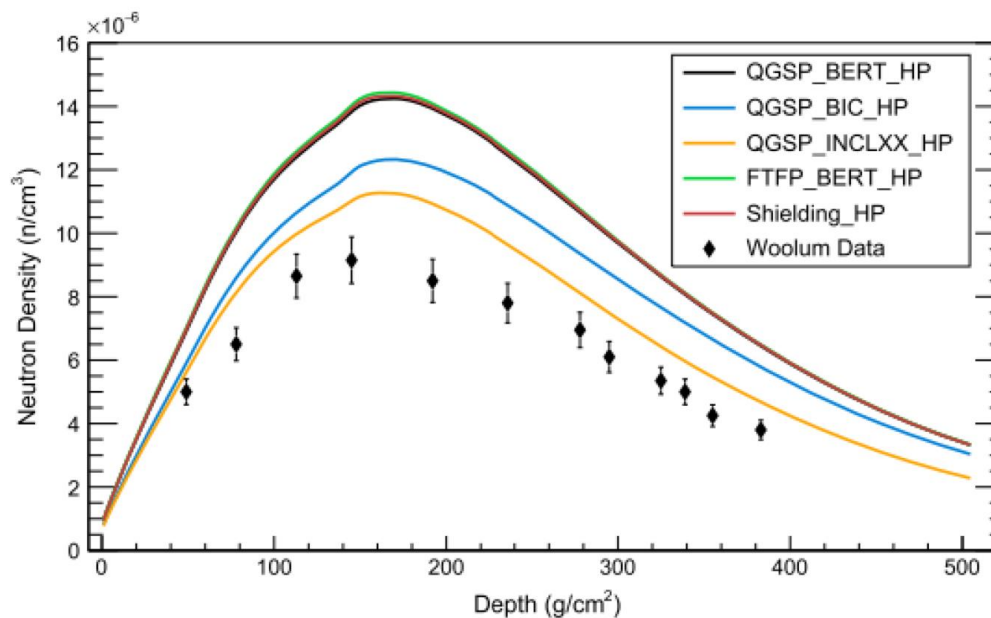 ×10⁻⁶
16
14
12
10
8
6
4
2
0
Neutron Density (n/cm³)
QGSP_BERT_HP
QGSP_BIC_HP
QGSP_INCLXX_HP
FTFP_BERT_HP
Shielding_HP
Woolum Data
0 100 200 300 400 500
Depth (g/cm²)